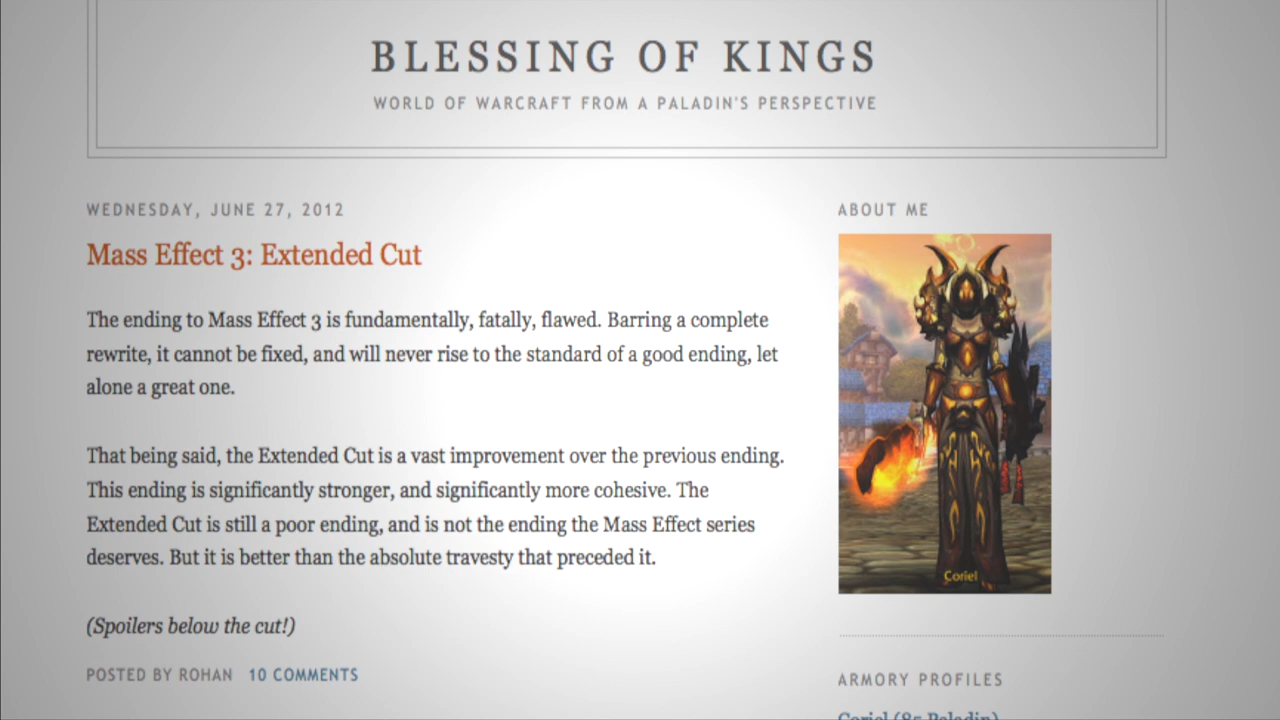 BLESSING OF KINGS
WORLD OF WARCRAFT FROM A PALADIN'S PERSPECTIVE
WEDNESDAY, JUNE 27, 2012
Mass Effect 3: Extended Cut
The ending to Mass Effect 3 is fundamentally, fatally, flawed. Barring a complete
rewrite, it cannot be fixed, and will never rise to the standard of a good ending, let
alone a great one.
That being said, the Extended Cut is a vast improvement over the previous ending.
This ending is significantly stronger, and significantly more cohesive. The
Extended Cut is still a poor ending, and is not the ending the Mass Effect series
deserves. But it is better than the absolute travesty that preceded it.
(Spoilers below the cut!)
POSTED BY ROHAN 10 COMMENTS
ABOUT ME
Coriel
ARMORY PROFILES
Coriel (85 Paladin)